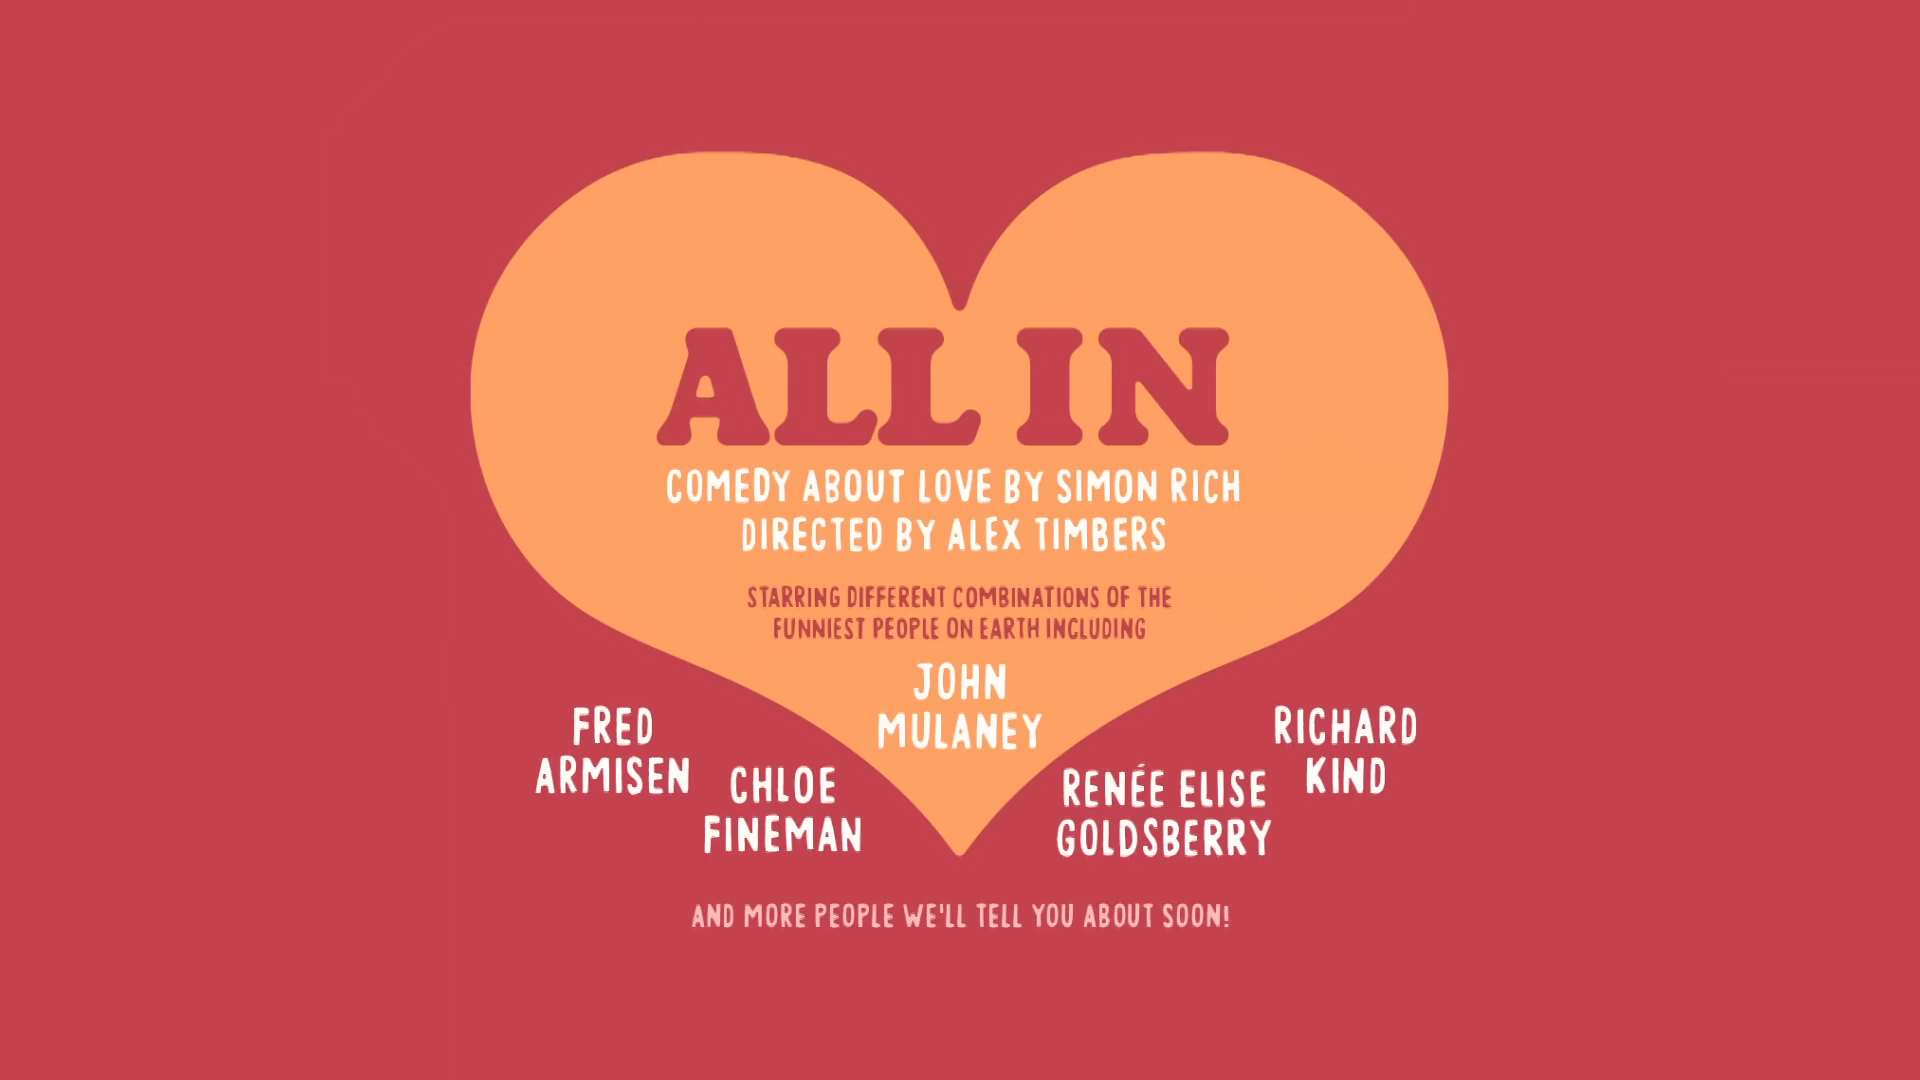 ALL IN
COMEDY ABOUT LOVE BY SIMON RICH
DIRECTED BY ALEX TIMBERS
STARRING DIFFERENT COMBINATIONS OF THE
FUNNIEST PEOPLE ON EARTH INCLUDING
JOHN
MULANEY
FRED
ARMISEN
CHLOE
FINEMAN
RENÉE ELISE
GOLDSBERRY
RICHARD
KIND
AND MORE PEOPLE WE'LL TELL YOU ABOUT SOON!